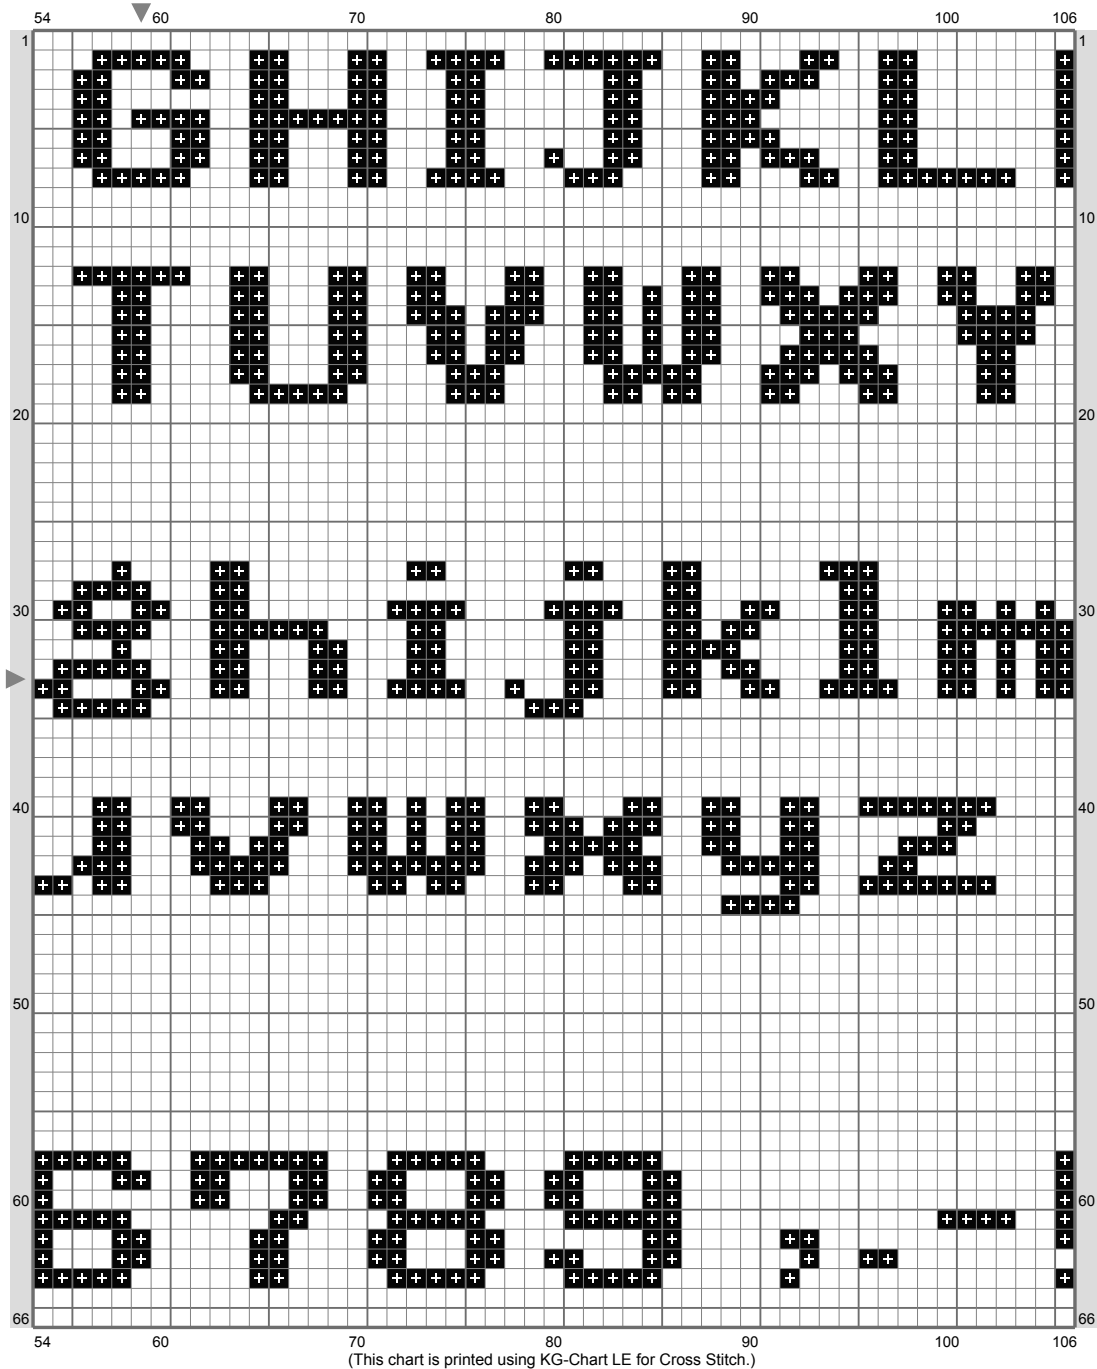 54 60 70 80 90 100 106
1 1
G H I J K L
10 10
T U V W X Y
20 20
g h i j k l m
30 30
40 v w x y z 40
50 50
6 7 8 9 , . -
60 60
66 66
54 60 70 80 90 100 106
(This chart is printed using KG-Chart LE for Cross Stitch.)